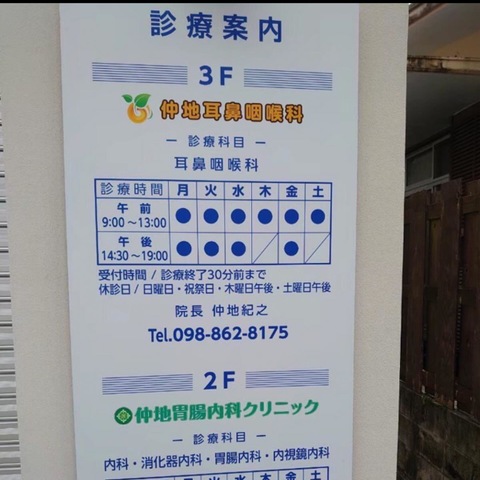 診療案内
3F
仲地耳鼻咽喉科
― 診療科目 ―
耳鼻咽喉科
診療時間 月 火 水 木 金 土
午前 9:00～13:00 ● ● ● ● ● ●
午後 14:30～19:00 ● ● ● ／ ● ／
受付時間 / 診療終了30分前まで
休診日 / 日曜日・祝祭日・木曜日午後・土曜日午後
院長 仲地紀之
Tel.098-862-8175
2F
仲地胃腸内科クリニック
― 診療科目 ―
内科・消化器内科・胃腸内科・内視鏡内科
月 火 水 木 金 土